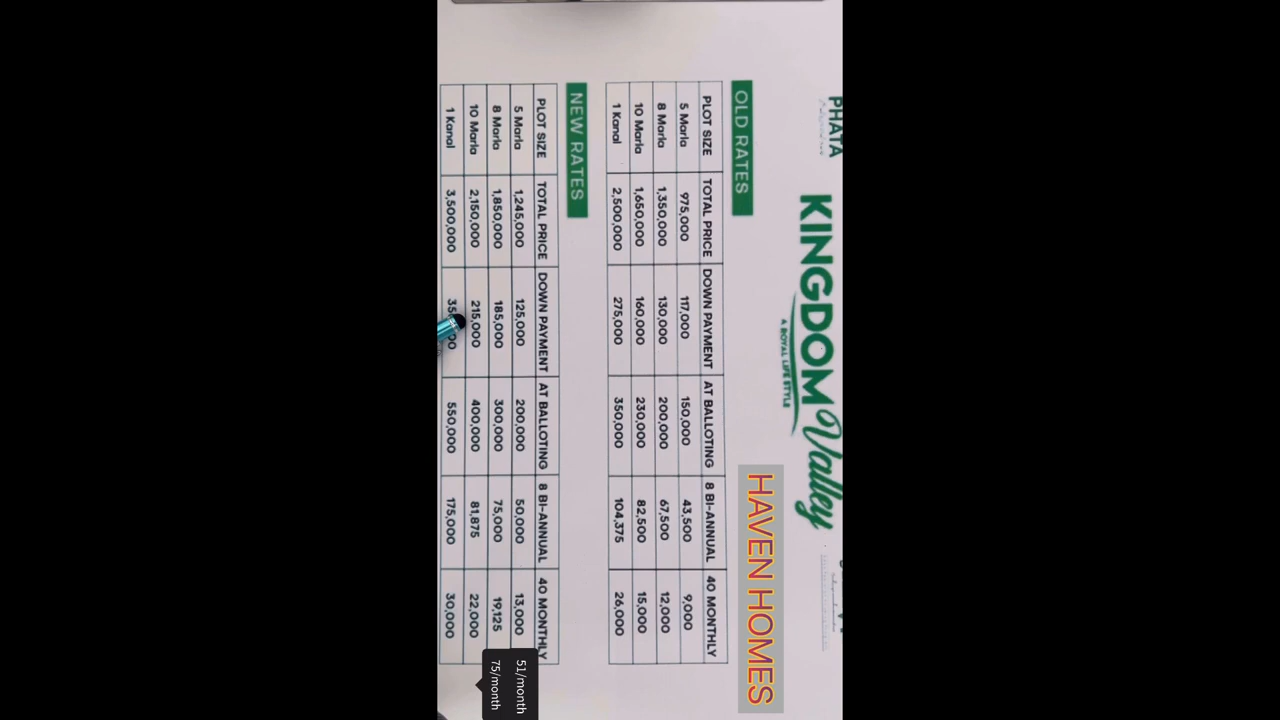 PHATA
KINGDOM Valley
A ROYAL LIFE STYLE
HAVEN HOMES
OLD RATES
PLOT SIZE TOTAL PRICE DOWN PAYMENT AT BALLOTING 8 BI-ANNUAL 40 MONTHLY
5 Marla 975,000 117,000 150,000 43,500 9,000
8 Marla 1,350,000 130,000 200,000 67,500 12,000
10 Marla 1,650,000 160,000 230,000 82,500 15,000
1 Kanal 2,500,000 275,000 350,000 104,375 26,000
NEW RATES
PLOT SIZE TOTAL PRICE DOWN PAYMENT AT BALLOTING 8 BI-ANNUAL 40 MONTHLY
5 Marla 1,245,000 125,000 200,000 50,000 13,000
8 Marla 1,850,000 185,000 300,000 75,000 19,125
10 Marla 2,150,000 215,000 400,000 81,875 22,000
1 Kanal 3,500,000 550,000 175,000 30,000
51/month
75/month